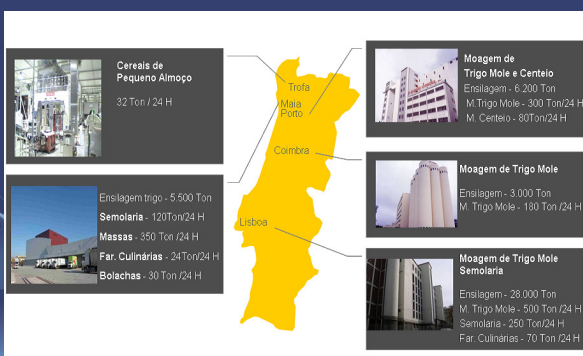 Cereais de
Pequeno Almoço
32 Ton / 24 H
Ensilagem trigo - 5.500 Ton
Semolaria - 120Ton/24 H
Massas - 350 Ton /24 H
Far. Culinárias - 24Ton/24 H
Bolachas - 30 Ton /24 H
Trofa
Maia
Porto
Coimbra
Lisboa
Moagem de
Trigo Mole e Centeio
Ensilagem - 6.200 Ton
M.Trigo Mole - 300 Ton/24 H
M. Centeio - 80Ton/24 H
Moagem de Trigo Mole
Ensilagem - 3.000 Ton
M. Trigo Mole - 180 Ton /24 H
Moagem de Trigo Mole
Semolaria
Ensilagem - 28.000 Ton
M. Trigo Mole - 500 Ton /24 H
Semolaria - 250 Ton/24 H
Far. Culinárias - 70 Ton /24 H